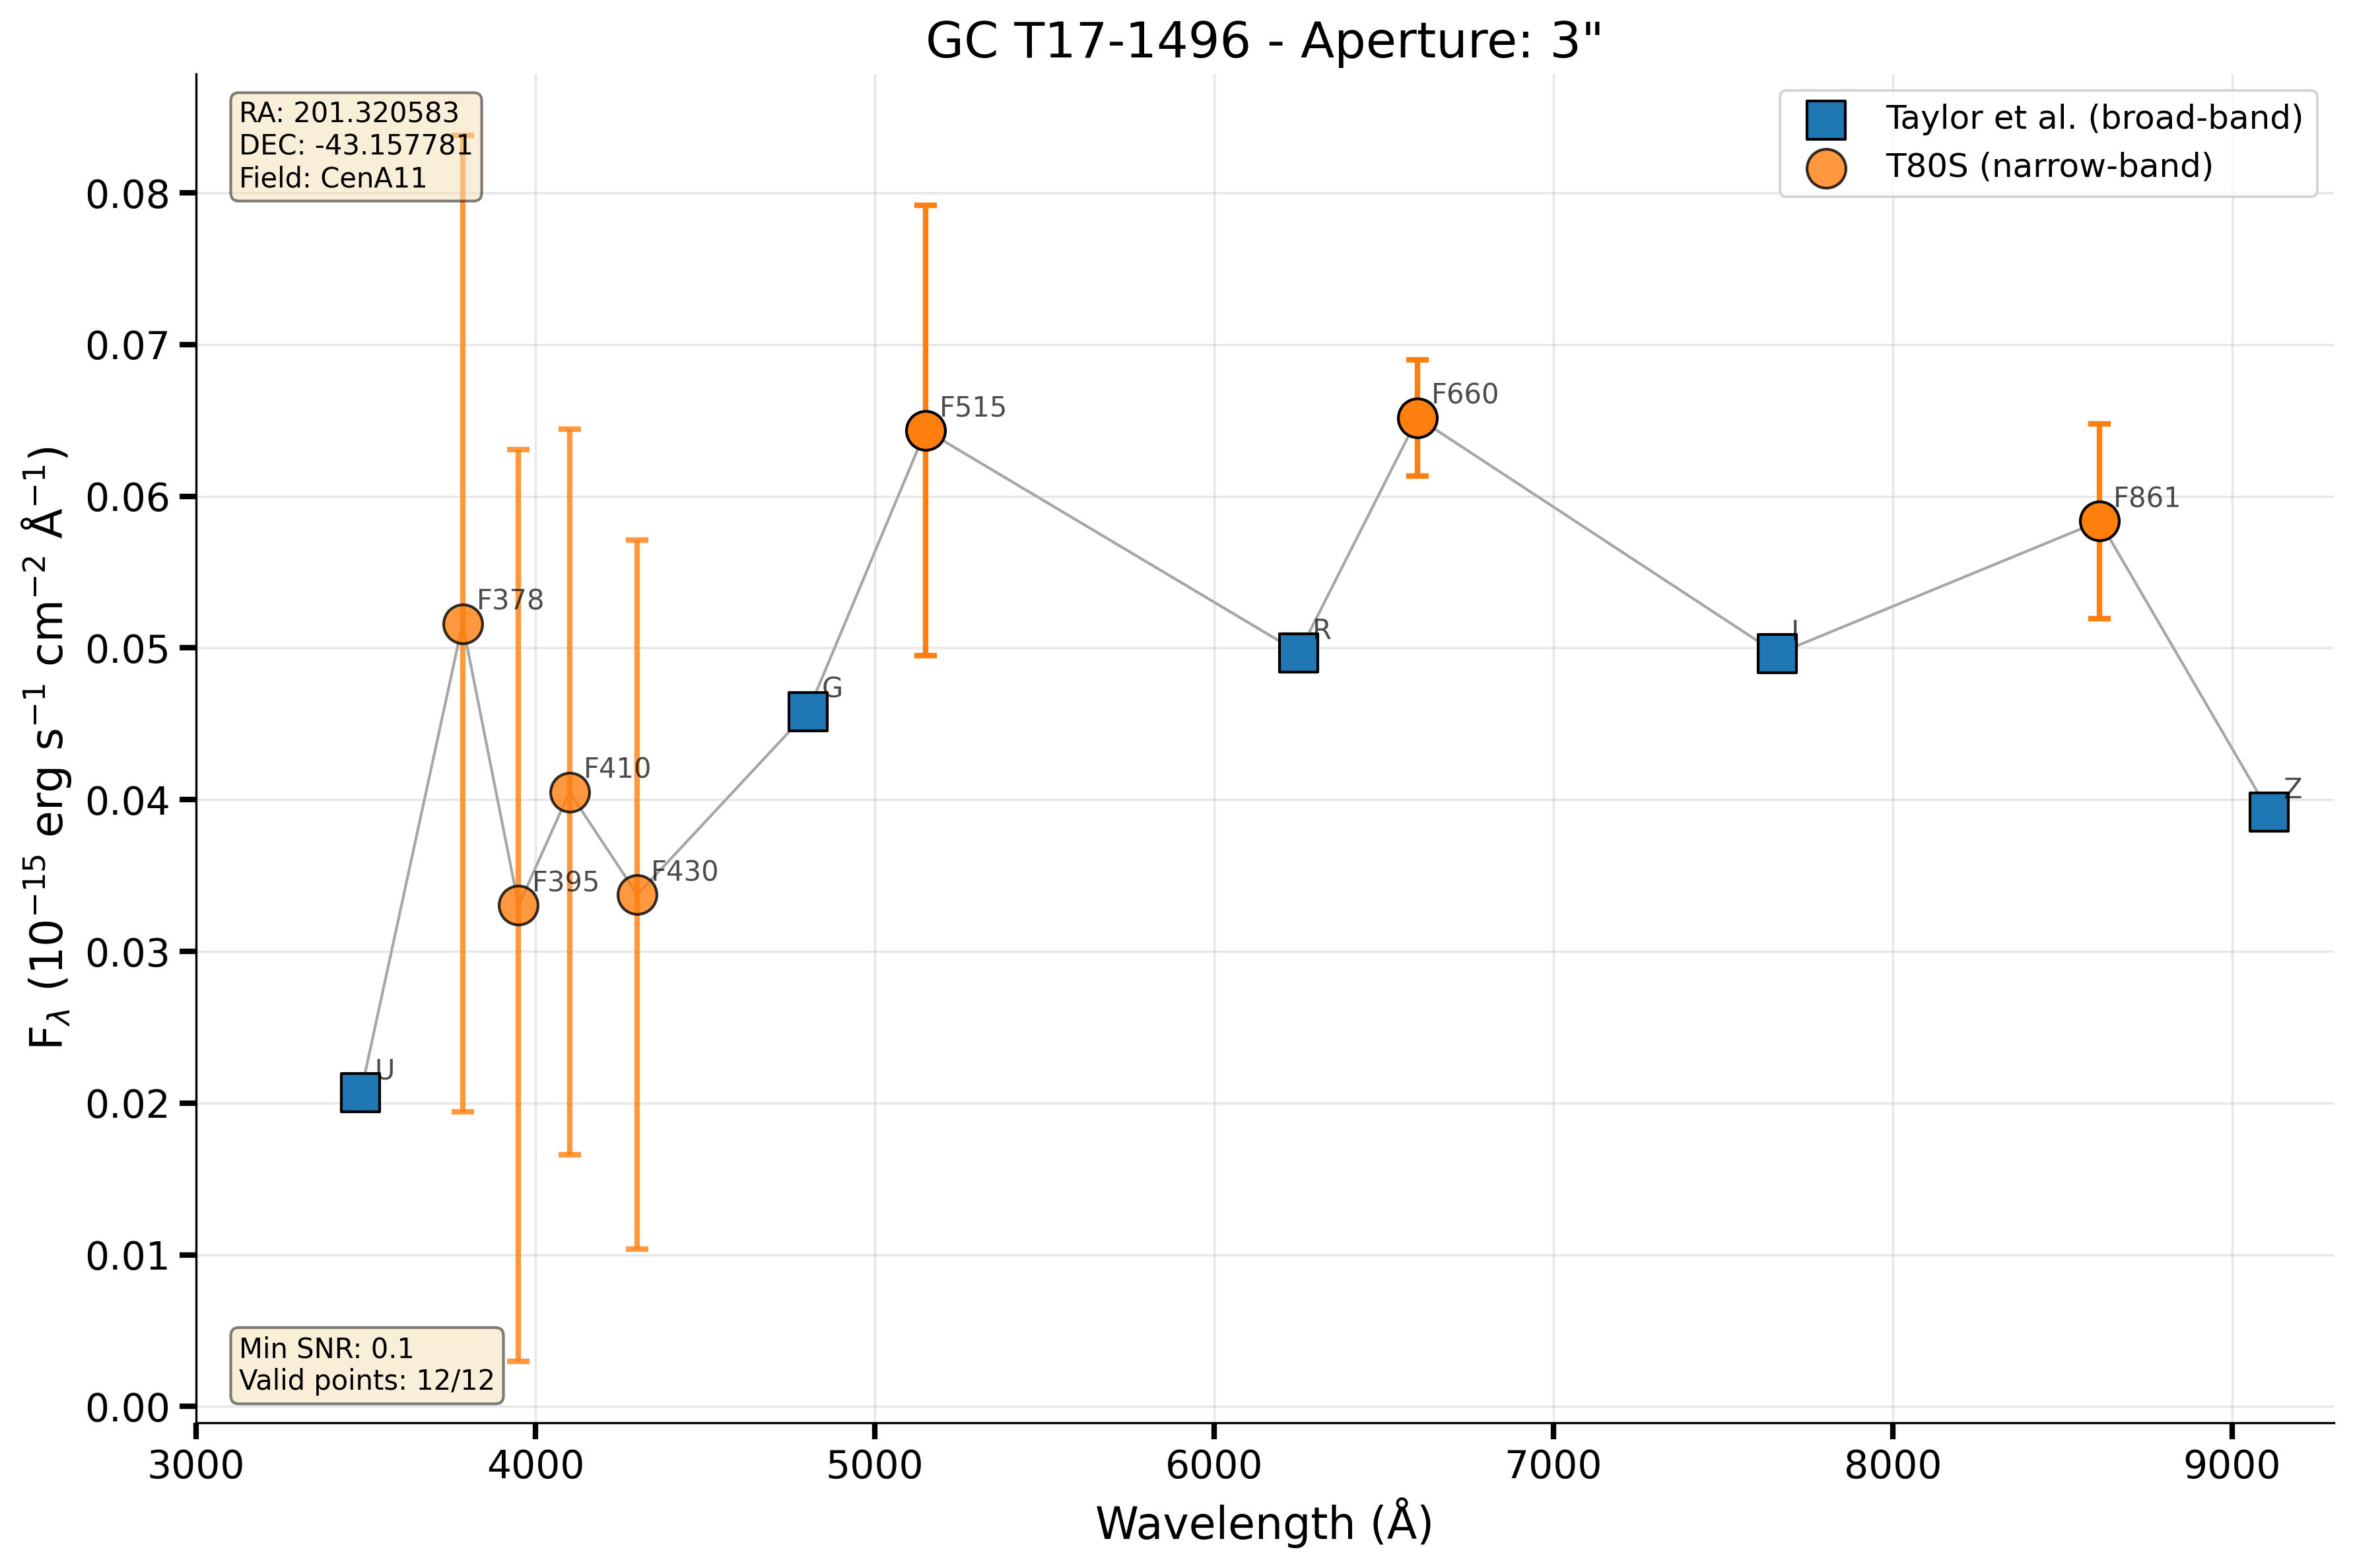 GC T17-1496 - Aperture: 3"
RA: 201.320583
DEC: -43.157781
Field: CenA11
Taylor et al. (broad-band)
T80S (narrow-band)
0.08
0.07
0.06
0.05
0.04
0.03
0.02
0.01
0.00
F_λ (10⁻¹⁵ erg s⁻¹ cm⁻² Å⁻¹)
U
F378
F395
F410
F430
G
F515
R
F660
I
F861
Z
Min SNR: 0.1
Valid points: 12/12
3000 4000 5000 6000 7000 8000 9000
Wavelength (Å)